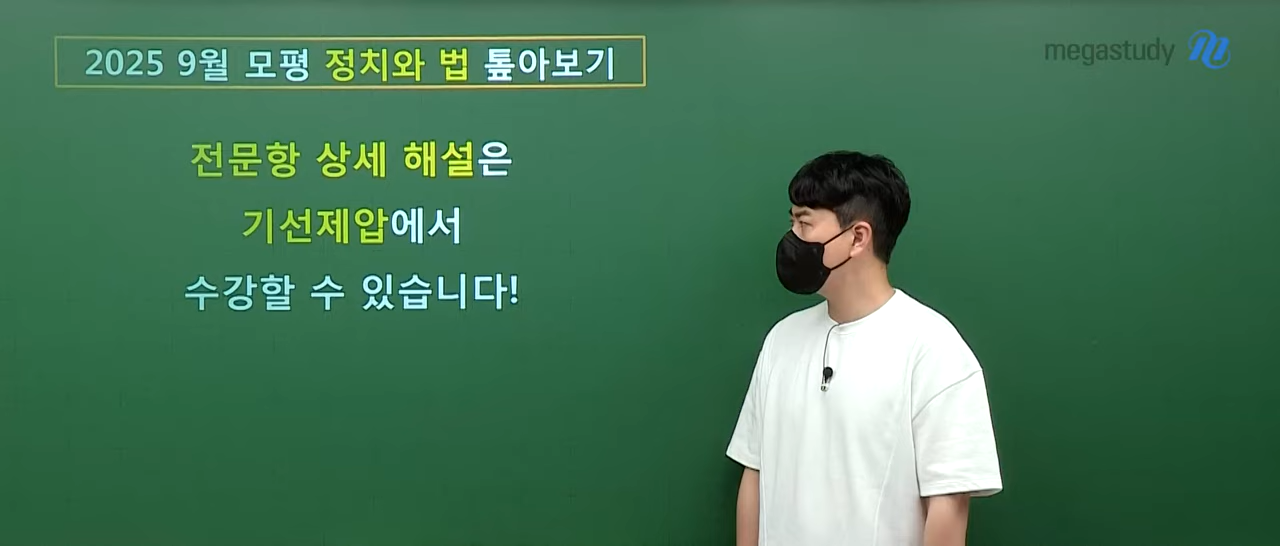 2025 9월 모평 정치와 법 톺아보기
megastudy
전문항 상세 해설은
기선제압에서
수강할 수 있습니다!